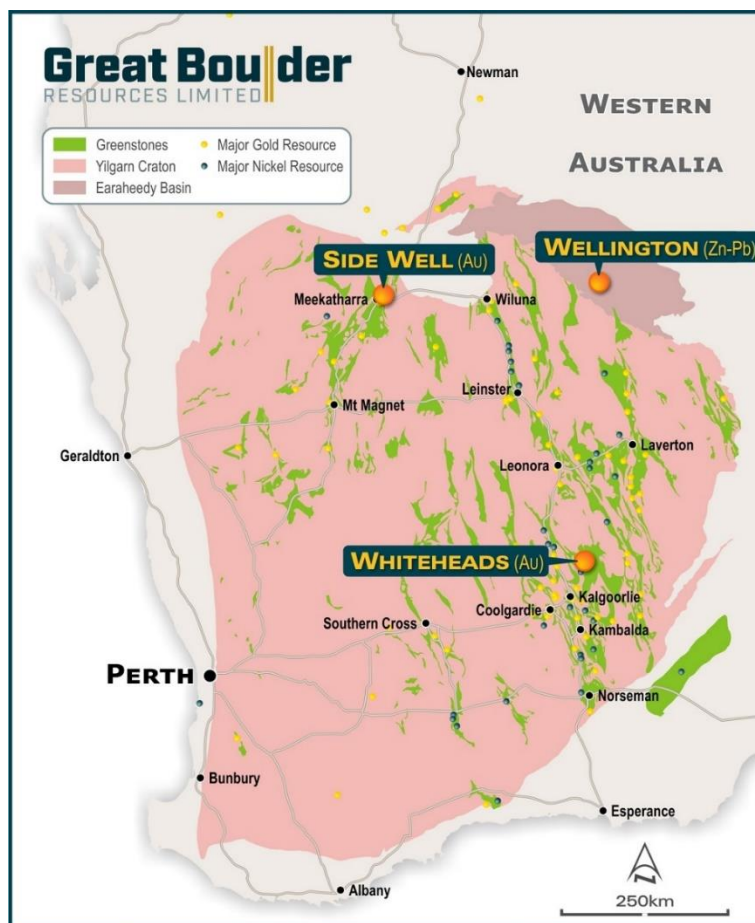 Great Boulder
RESOURCES LIMITED
Newman
WESTERN
AUSTRALIA
Greenstones
Major Gold Resource
Yilgarn Craton
Major Nickel Resource
Earaheedy Basin
SIDE WELL (Au)
WELLINGTON (Zn-Pb)
Meekatharra
Wiluna
Leinster
Mt Magnet
Geraldton
Laverton
Leonora
WHITEHEADS (Au)
Kalgoorlie
Coolgardie
Southern Cross
Kambalda
PERTH
Norseman
Bunbury
Esperance
Albany
N
250km